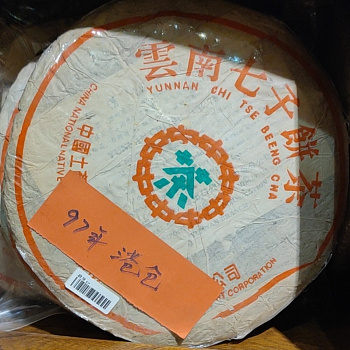 雲南七子餅茶
YUNNAN CHI TSE BEENG CHA
CHINA NATIONAL NATIVE
中國土
茶
97年 港仓
公司
CORPORATION